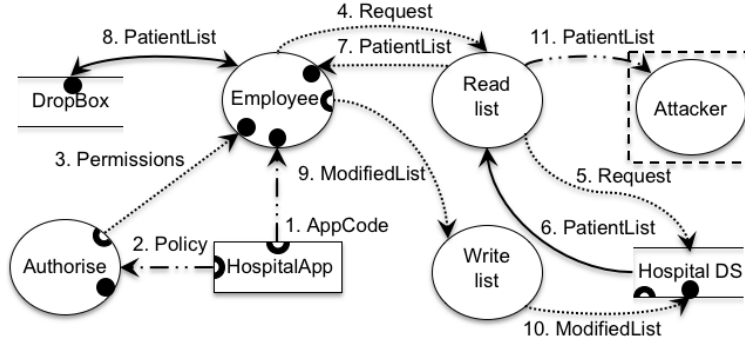 4. Request
8. PatientList
7. PatientList
11. PatientList
DropBox
Employee
Read
list
Attacker
3. Permissions
9. ModifiedList
5. Request
1. AppCode
2. Policy
6. PatientList
Authorise
HospitalApp
Write
list
Hospital DS
10. ModifiedList